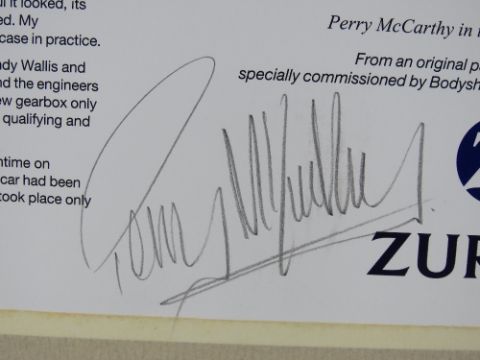 it looked, its
ed. My
case in practice.
ndy Wallis and
nd the engineers
ew gearbox only
qualifying and
ntime on
car had been
took place only
Perry McCarthy in t
From an original pa
specially commissioned by Bodysh
Perry McCarthy
Z
ZUR